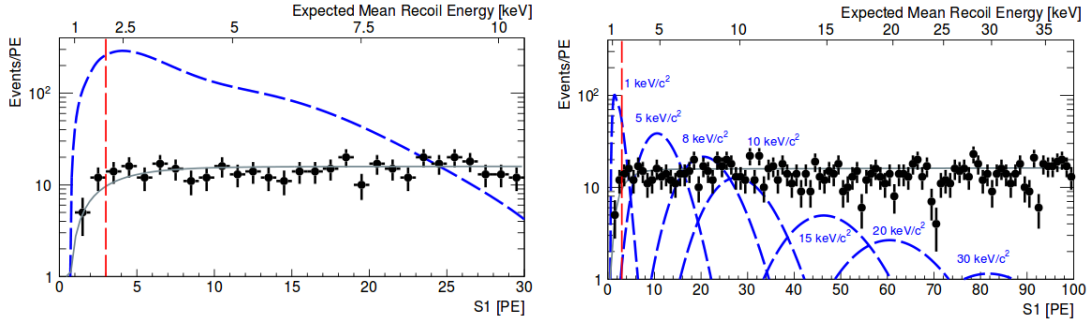 Expected Mean Recoil Energy [keV]
1 2.5 5 7.5 10
Events/PE
10²
10
1
0 5 10 15 20 25 30
S1 [PE]
Expected Mean Recoil Energy [keV]
1 5 10 15 20 25 30 35
Events/PE
10²
10
1
1 keV/c²
5 keV/c²
8 keV/c²
10 keV/c²
15 keV/c²
20 keV/c²
30 keV/c²
0 10 20 30 40 50 60 70 80 90 100
S1 [PE]